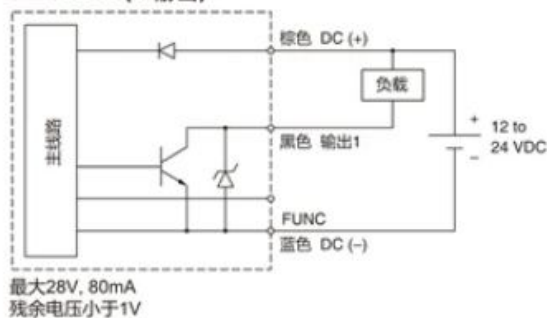 棕色 DC (+)
负载
主线路
黑色 输出1
+
12 to
24 VDC
−
FUNC
蓝色 DC (−)
最大28V, 80mA
残余电压小于1V